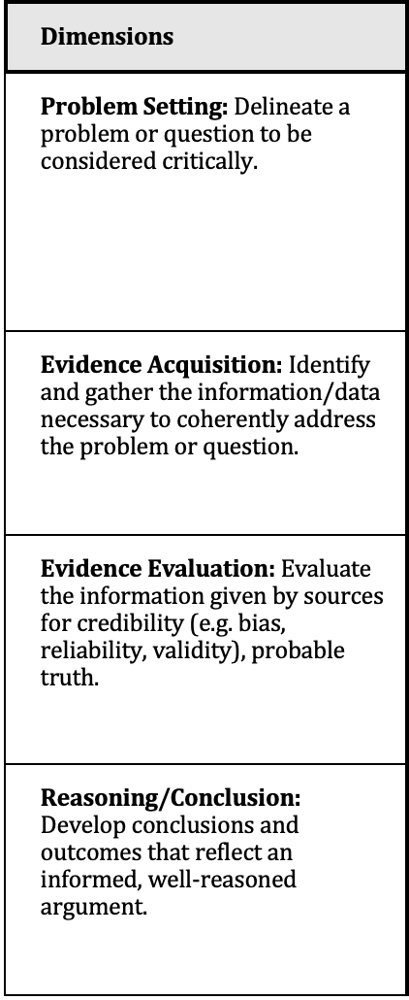 Dimensions
Problem Setting: Delineate a
problem or question to be
considered critically.
Evidence Acquisition: Identify
and gather the information/data
necessary to coherently address
the problem or question.
Evidence Evaluation: Evaluate
the information given by sources
for credibility (e.g. bias,
reliability, validity), probable
truth.
Reasoning/Conclusion:
Develop conclusions and
outcomes that reflect an
informed, well-reasoned
argument.